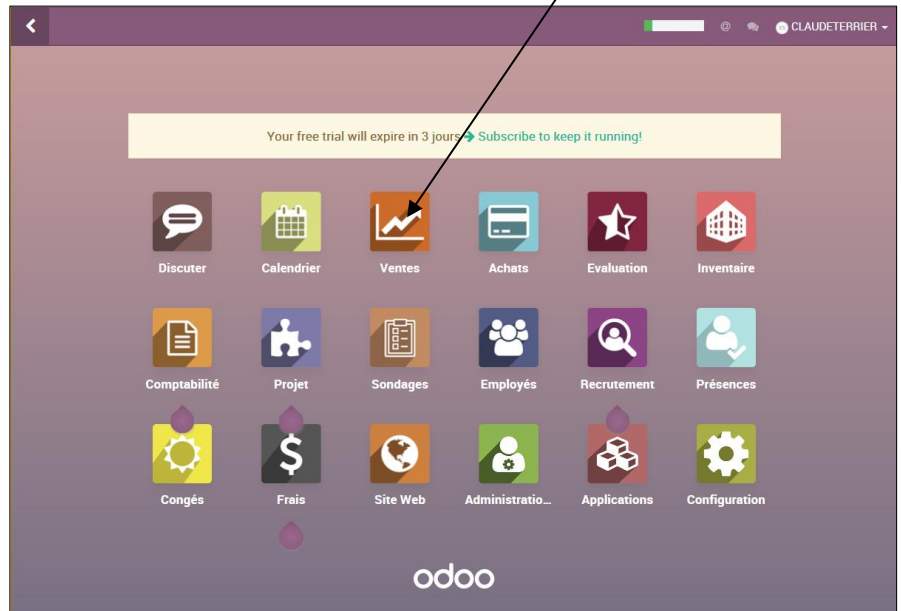 CLAUDETERRIER
Your free trial will expire in 3 jours Subscribe to keep it running!
Discuter Calendrier Ventes Achats Evaluation Inventaire
Comptabilité Projet Sondages Employés Recrutement Présences
Congés Frais Site Web Administratio... Applications Configuration
odoo